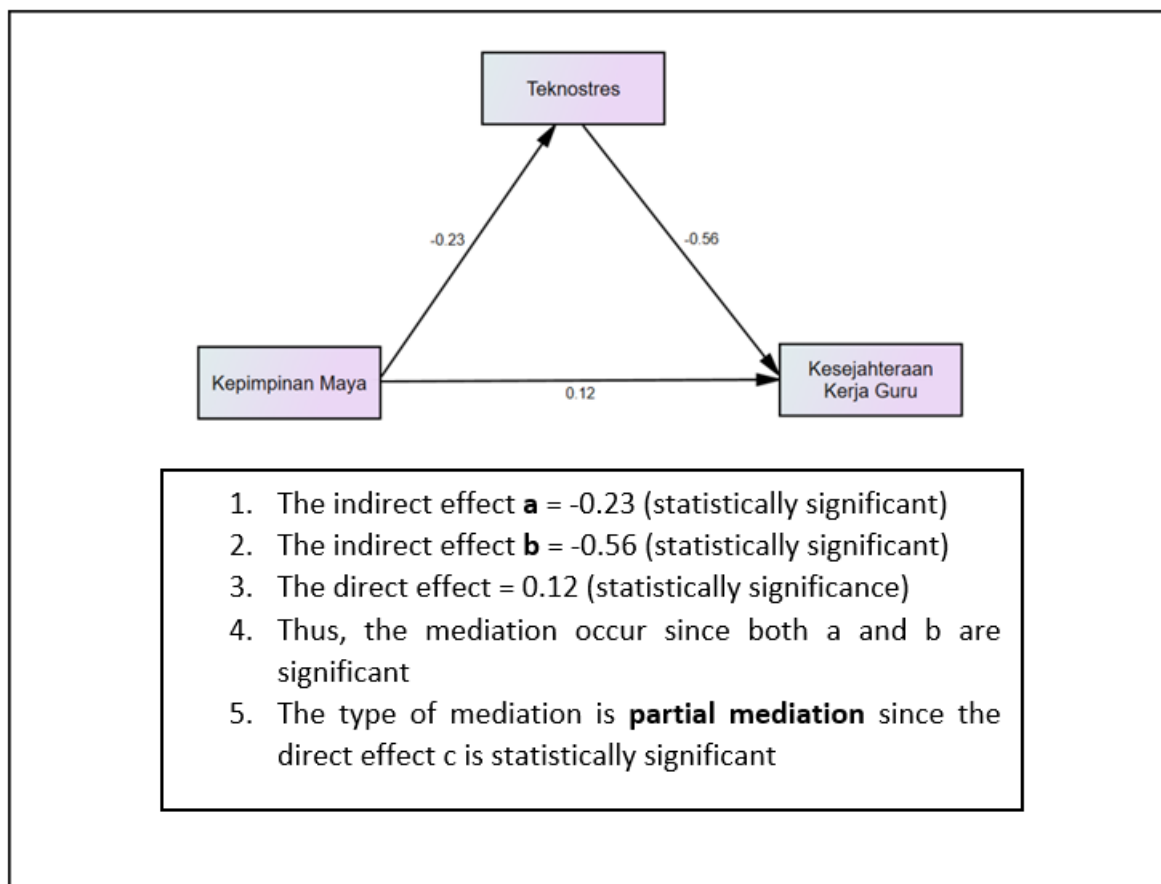 Teknostres
-0.23
-0.56
Kepimpinan Maya
0.12
Kesejahteraan
Kerja Guru
1. The indirect effect a = -0.23 (statistically significant)
2. The indirect effect b = -0.56 (statistically significant)
3. The direct effect = 0.12 (statistically significance)
4. Thus, the mediation occur since both a and b are
significant
5. The type of mediation is partial mediation since the
direct effect c is statistically significant